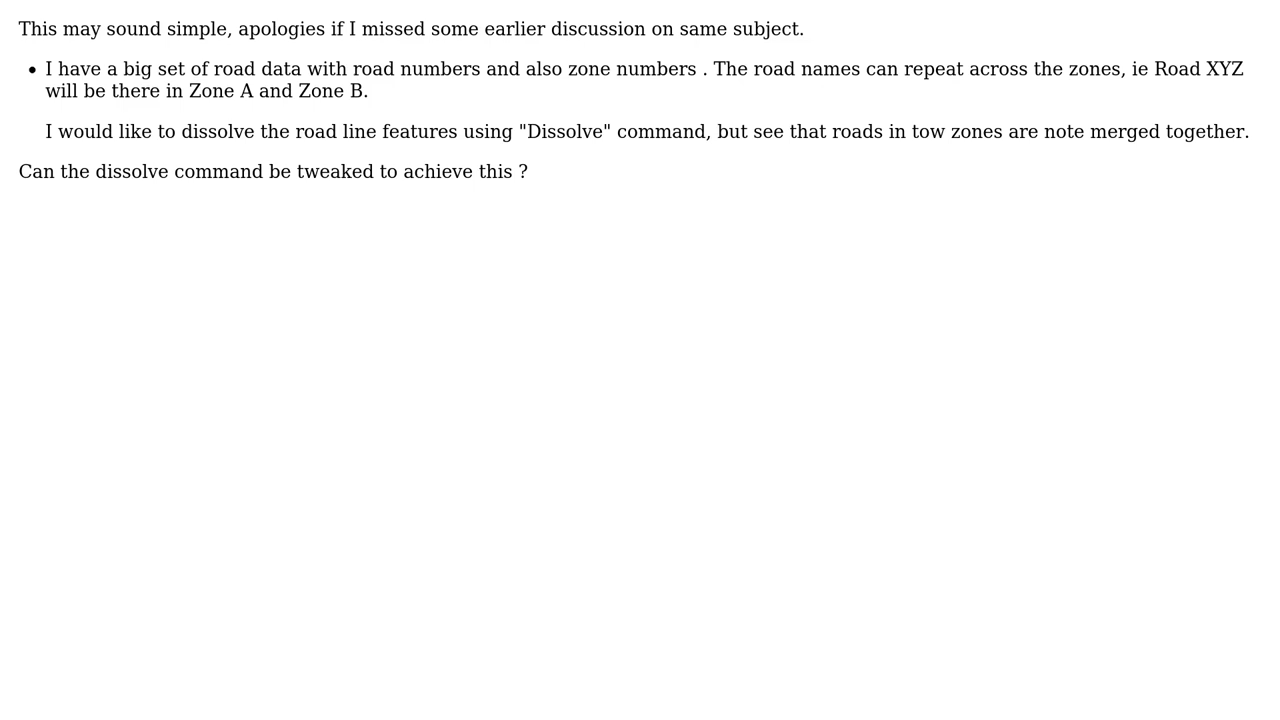 This may sound simple, apologies if I missed some earlier discussion on same subject.
I have a big set of road data with road numbers and also zone numbers . The road names can repeat across the zones, ie Road XYZ
will be there in Zone A and Zone B.
I would like to dissolve the road line features using "Dissolve" command, but see that roads in tow zones are note merged together.
Can the dissolve command be tweaked to achieve this ?